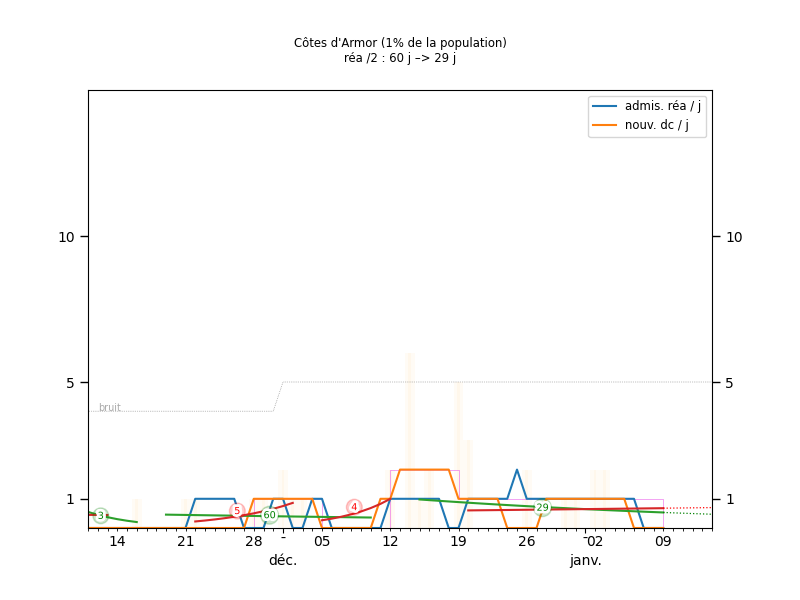 Côtes d'Armor (1% de la population)
réa /2 : 60 j –> 29 j
admis. réa / j
nouv. dc / j
10 10
5 5
bruit
1 1
3 5 60 4 29
14 21 28 - 05 12 19 26 - 02 09
déc. janv.